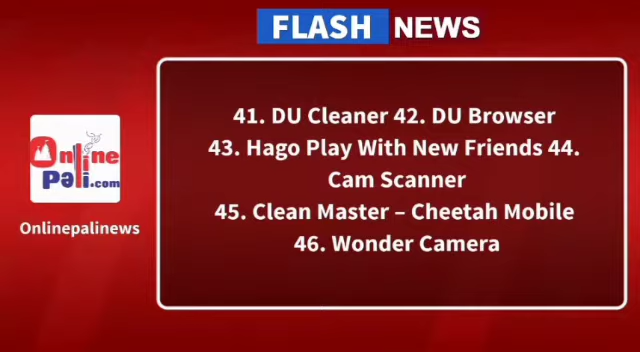 FLASH NEWS
41. DU Cleaner 42. DU Browser
43. Hago Play With New Friends 44.
Cam Scanner
45. Clean Master – Cheetah Mobile
46. Wonder Camera
Online
Pali.com
Onlinepalinews